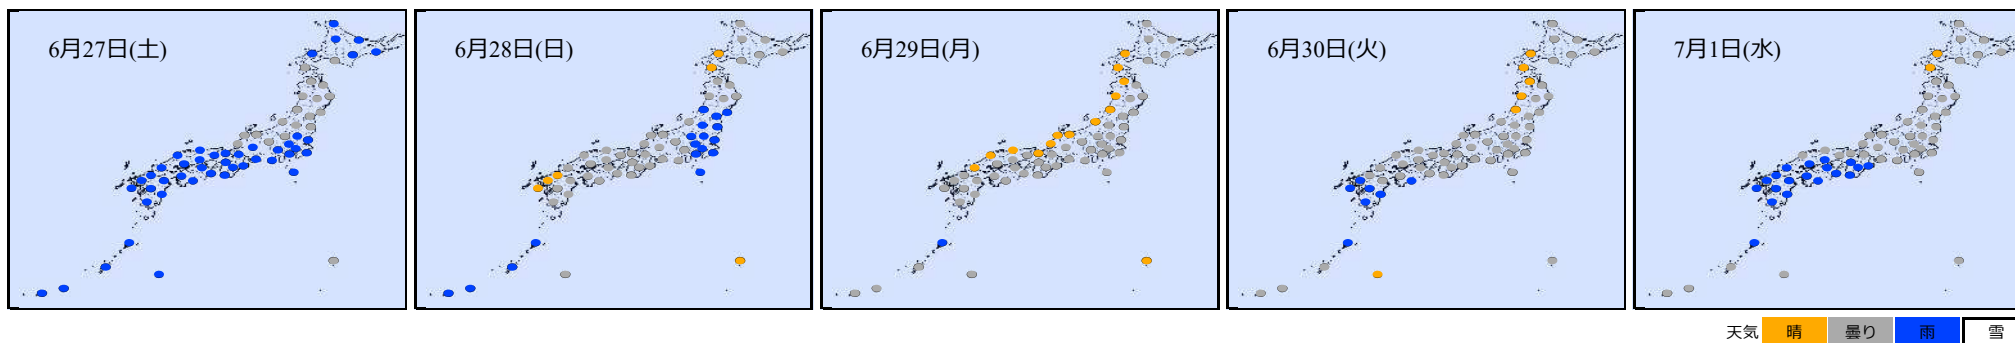 6月27日(土)
6月28日(日)
6月29日(月)
6月30日(火)
7月1日(水)
天気 晴 曇り 雨 雪